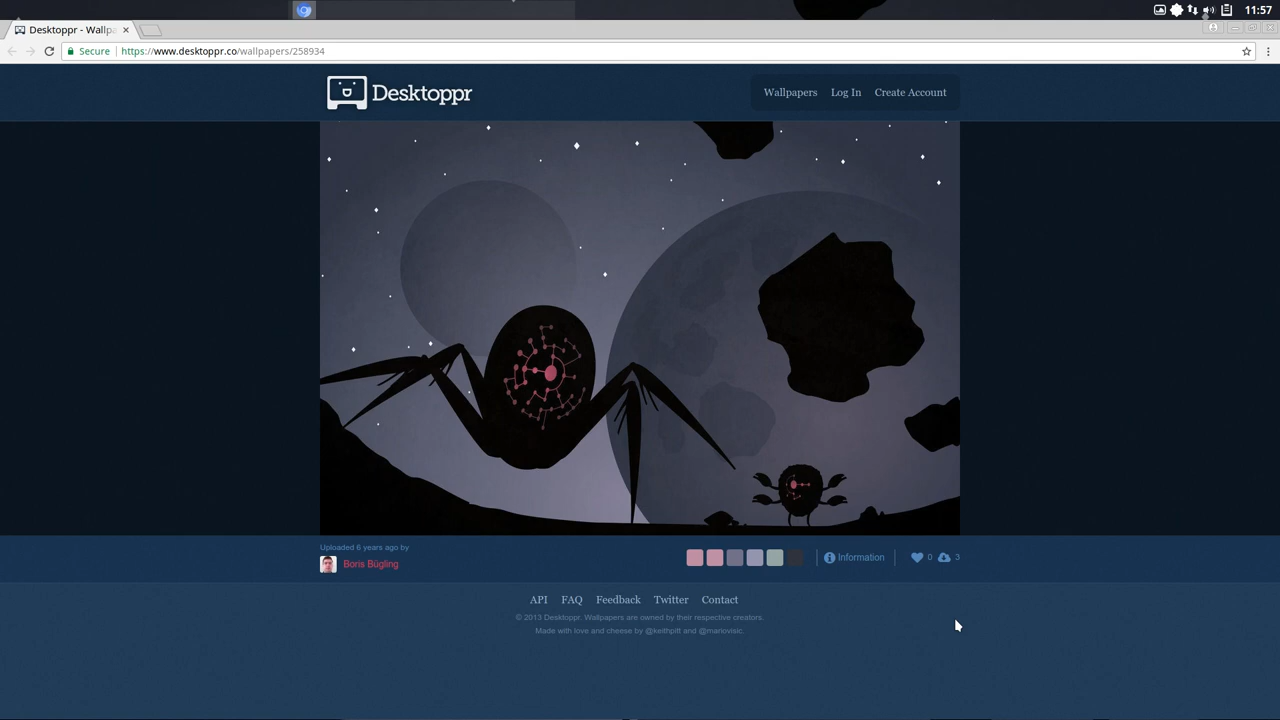 11:57
Desktoppr - Wallpa
Secure
https://www.desktoppr.co/wallpapers/258934
Desktoppr
Wallpapers Log In Create Account
Uploaded 6 years ago by
Boris Bügling
Information 0 3
API FAQ Feedback Twitter Contact
© 2013 Desktoppr. Wallpapers are owned by their respective creators.
Made with love and cheese by @keithpitt and @mariovisic.